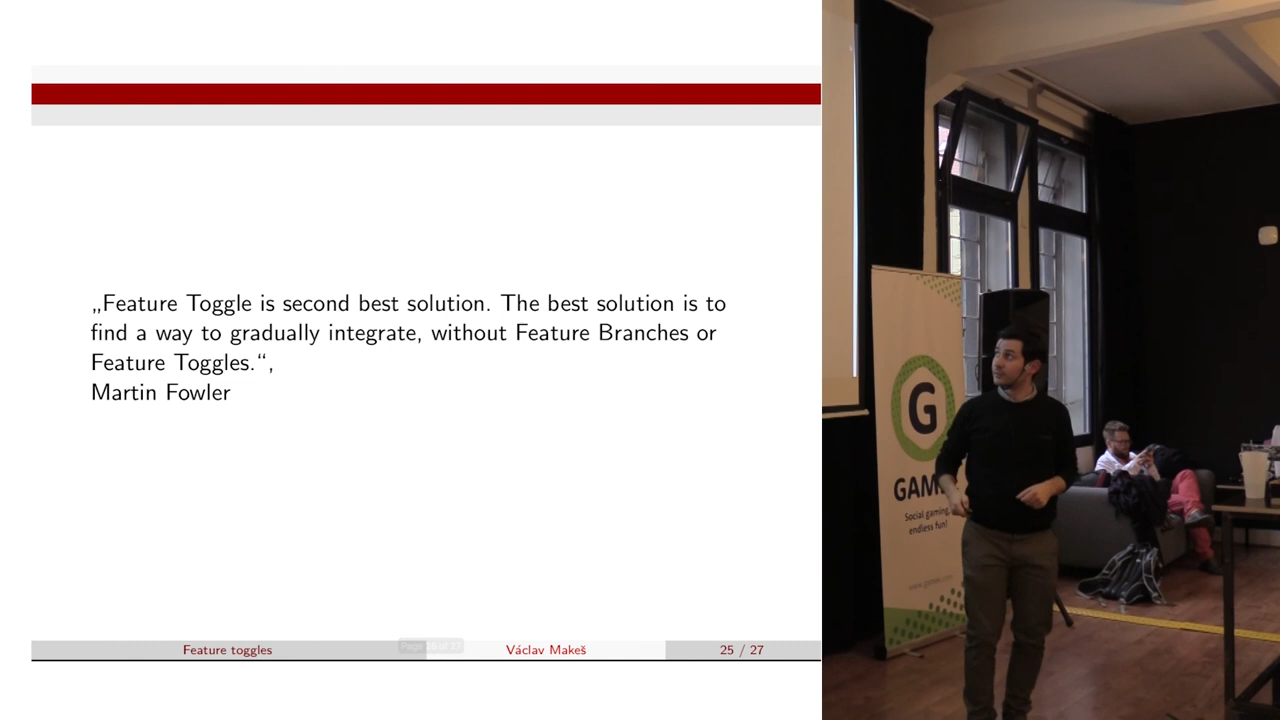 „Feature Toggle is second best solution. The best solution is to
find a way to gradually integrate, without Feature Branches or
Feature Toggles.“,
Martin Fowler
Feature toggles
Václav Makeš
25 / 27
G
Social gaming,
endless fun!